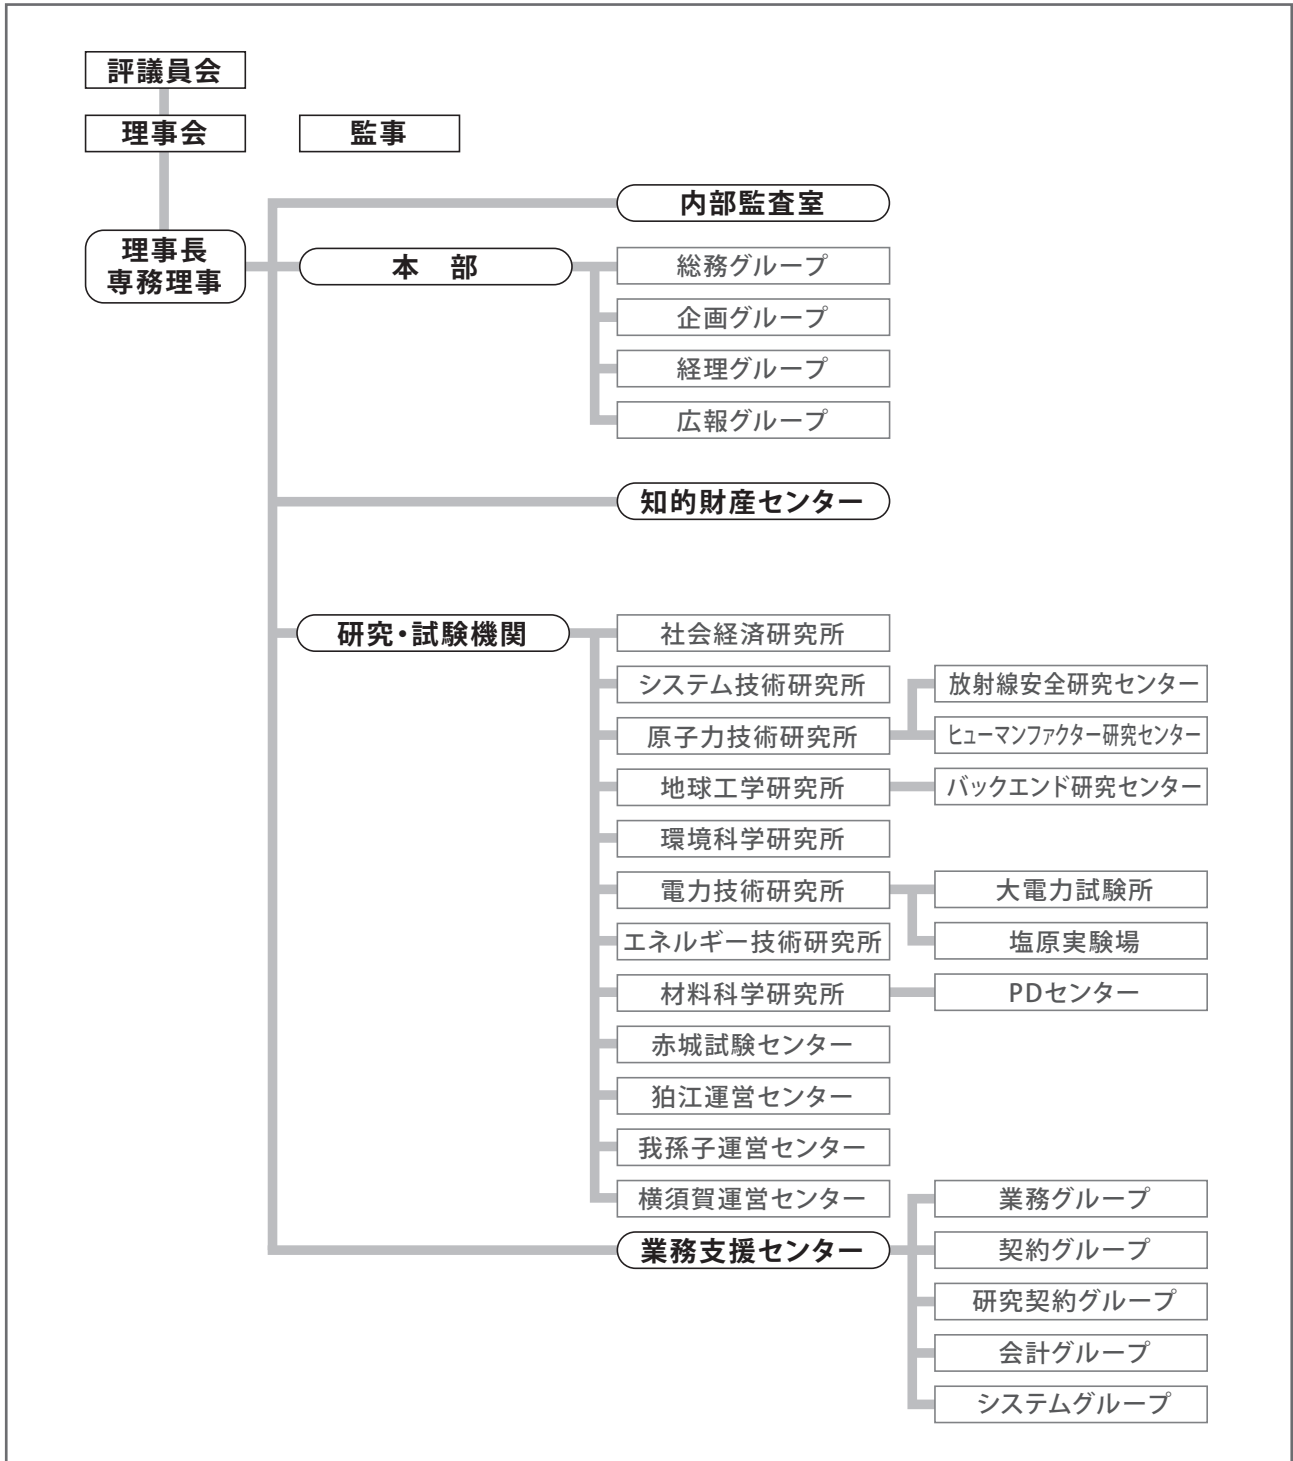 評議員会
理事会
監事
理事長
専務理事
内部監査室
本　部
総務グループ
企画グループ
経理グループ
広報グループ
知的財産センター
研究・試験機関
社会経済研究所
システム技術研究所
放射線安全研究センター
原子力技術研究所
ヒューマンファクター研究センター
地球工学研究所
バックエンド研究センター
環境科学研究所
電力技術研究所
大電力試験所
エネルギー技術研究所
塩原実験場
材料科学研究所
PDセンター
赤城試験センター
狛江運営センター
我孫子運営センター
横須賀運営センター
業務グループ
業務支援センター
契約グループ
研究契約グループ
会計グループ
システムグループ